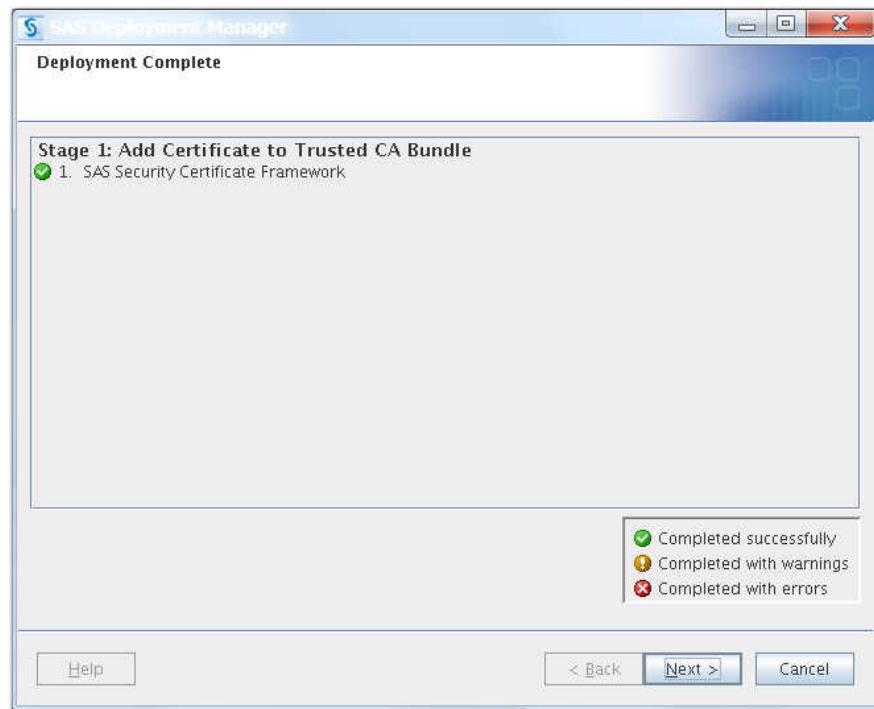 SAS Deployment Manager
Deployment Complete
Stage 1: Add Certificate to Trusted CA Bundle
1. SAS Security Certificate Framework
Completed successfully
Completed with warnings
Completed with errors
Help
< Back
Next >
Cancel